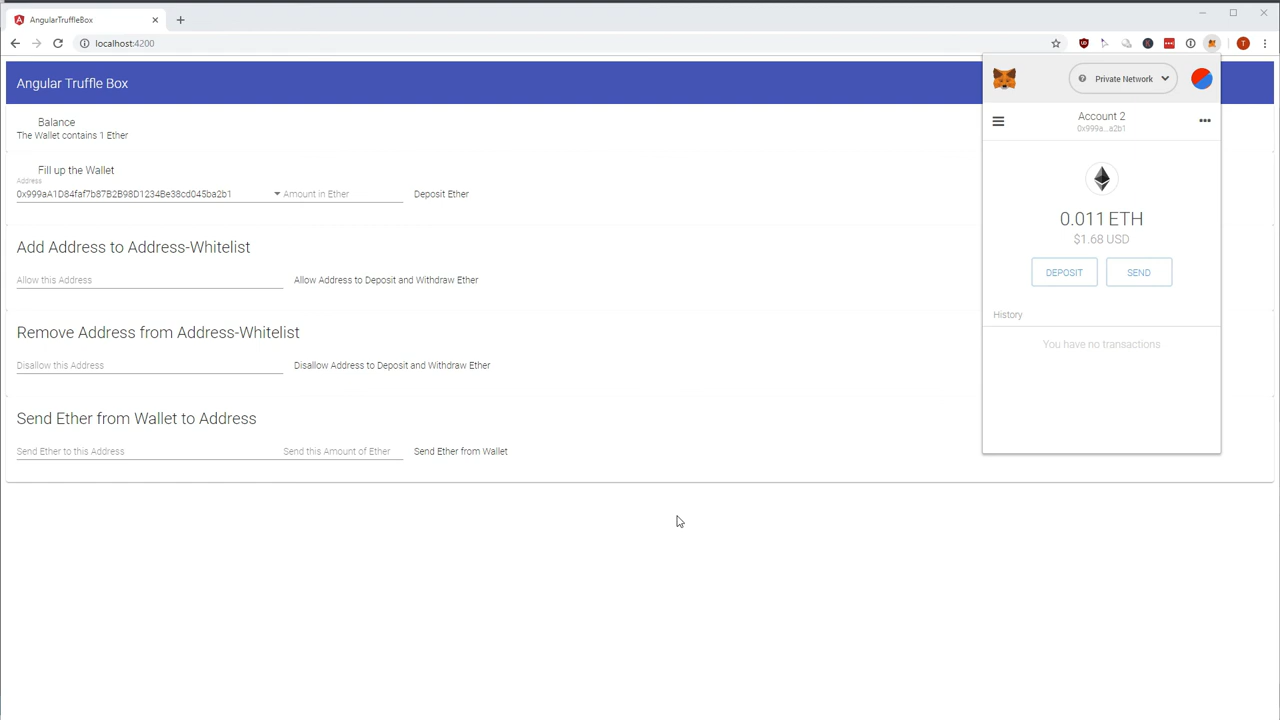 AngularTruffleBox
localhost:4200
Angular Truffle Box
Balance
The Wallet contains 1 Ether
Fill up the Wallet
Address
0x999aA1D84faf7b87B2B98D1234Be38cd045ba2b1 Amount in Ether Deposit Ether
Add Address to Address-Whitelist
Allow this Address Allow Address to Deposit and Withdraw Ether
Remove Address from Address-Whitelist
Disallow this Address Disallow Address to Deposit and Withdraw Ether
Send Ether from Wallet to Address
Send Ether to this Address Send this Amount of Ether Send Ether from Wallet
Private Network
Account 2
0x999a...a2b1
0.011 ETH
$1.68 USD
DEPOSIT SEND
History
You have no transactions